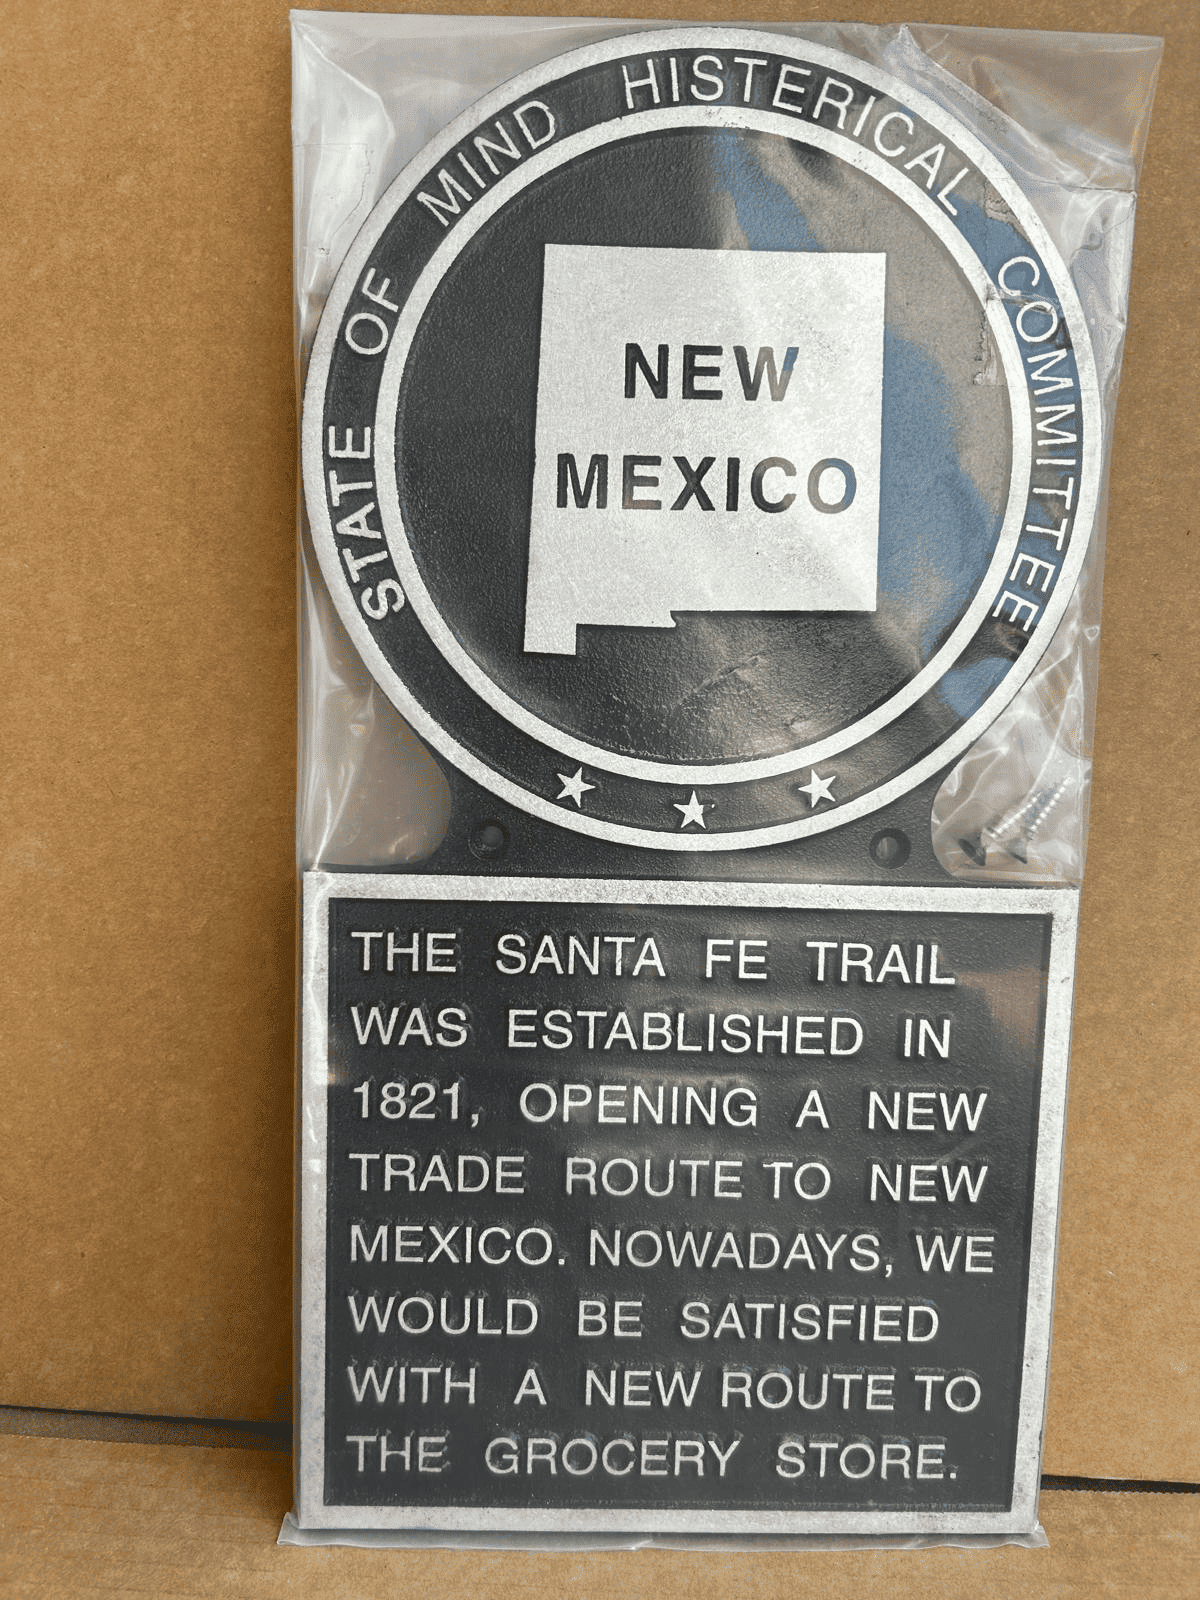 STATE OF MIND HISTERICAL COMMITTEE
NEW
MEXICO
THE SANTA FE TRAIL
WAS ESTABLISHED IN
1821, OPENING A NEW
TRADE ROUTE TO NEW
MEXICO. NOWADAYS, WE
WOULD BE SATISFIED
WITH A NEW ROUTE TO
THE GROCERY STORE.